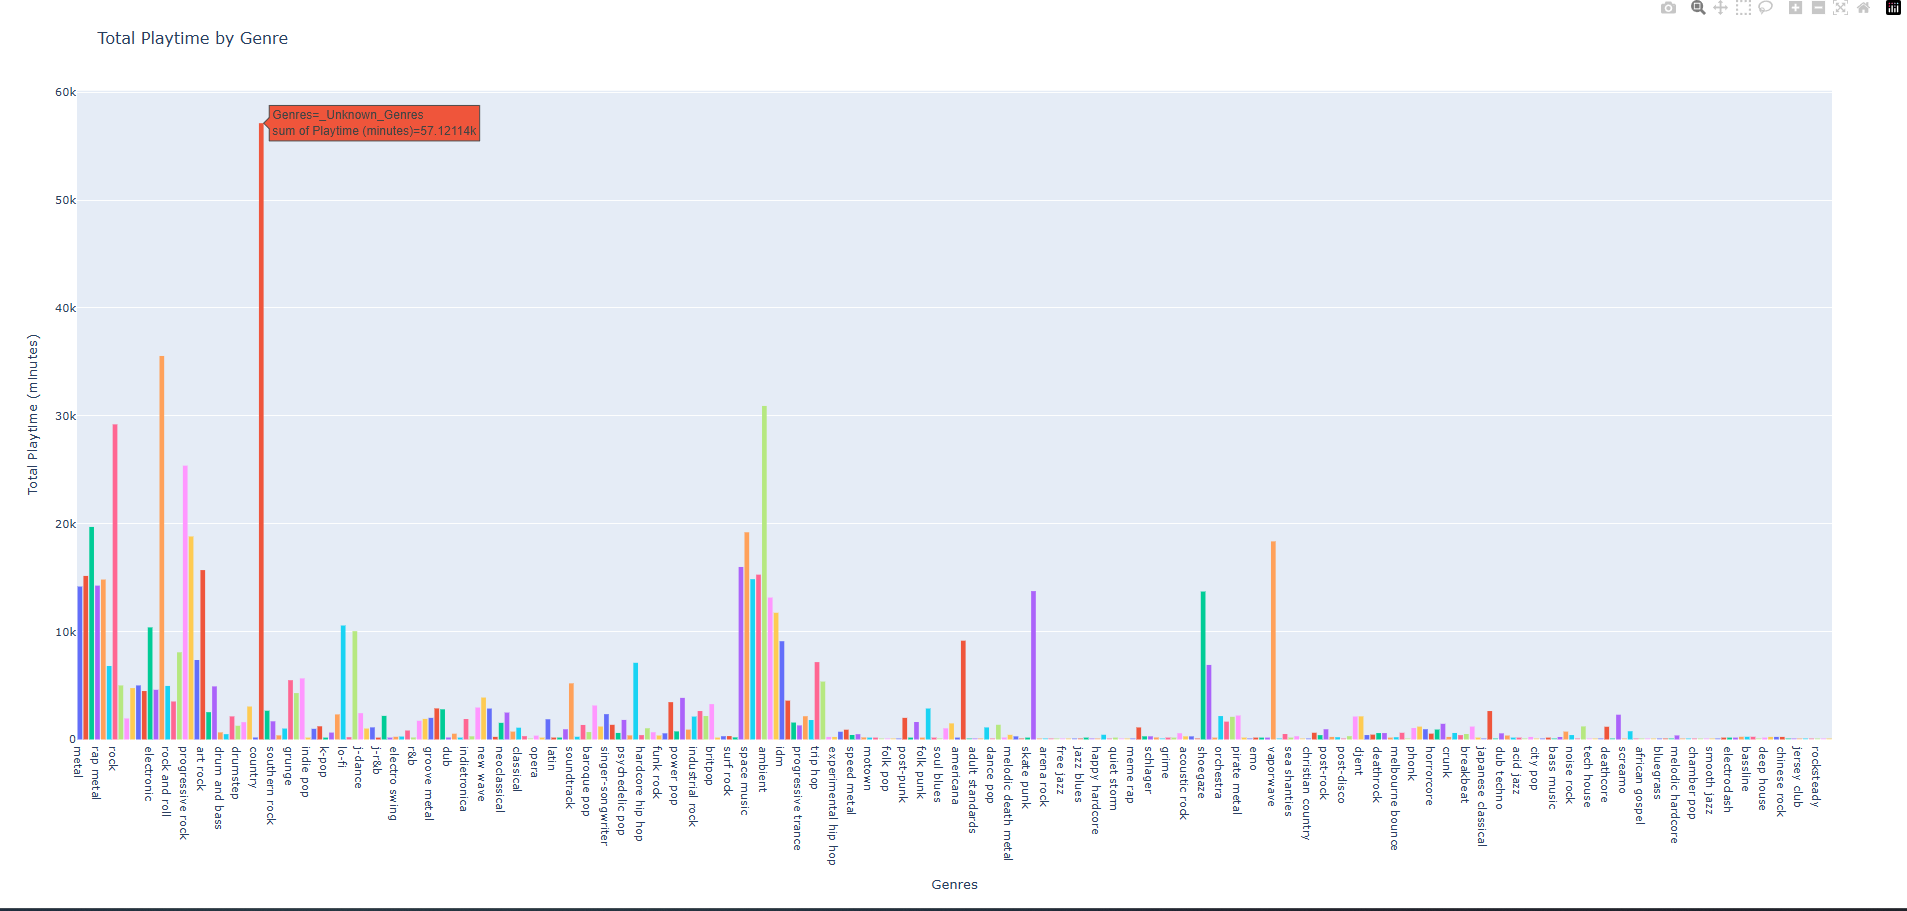 Total Playtime by Genre
60k
50k
40k
30k
20k
10k
0
Total Playtime (minutes)
Genres=_Unknown_Genres
sum of Playtime (minutes)=57.12114k
metal
rap metal
rock
electronic
rock and roll
progressive rock
art rock
drum and bass
drumstep
country
southern rock
grunge
indie pop
k-pop
lo-fi
j-dance
j-r&b
electro swing
r&b
groove metal
dub
indietronica
new wave
neoclassical
classical
opera
latin
soundtrack
baroque pop
singer-songwriter
psychedelic pop
hardcore hip hop
funk rock
power pop
industrial rock
britpop
surf rock
space music
ambient
idm
progressive trance
trip hop
experimental hip hop
speed metal
motown
folk pop
post-punk
folk punk
soul blues
americana
adult standards
dance pop
melodic death metal
skate punk
arena rock
free jazz
jazz blues
happy hardcore
quiet storm
meme rap
schlager
grime
acoustic rock
shoegaze
orchestra
pirate metal
emo
vaporwave
sea shanties
christian country
post-rock
post-disco
djent
deathrock
melbourne bounce
phonk
horrorcore
crunk
breakbeat
japanese classical
dub techno
acid jazz
city pop
bass music
noise rock
tech house
deathcore
screamo
african gospel
bluegrass
melodic hardcore
chamber pop
smooth jazz
electrodash
bassline
deep house
chinese rock
jersey club
rocksteady
Genres